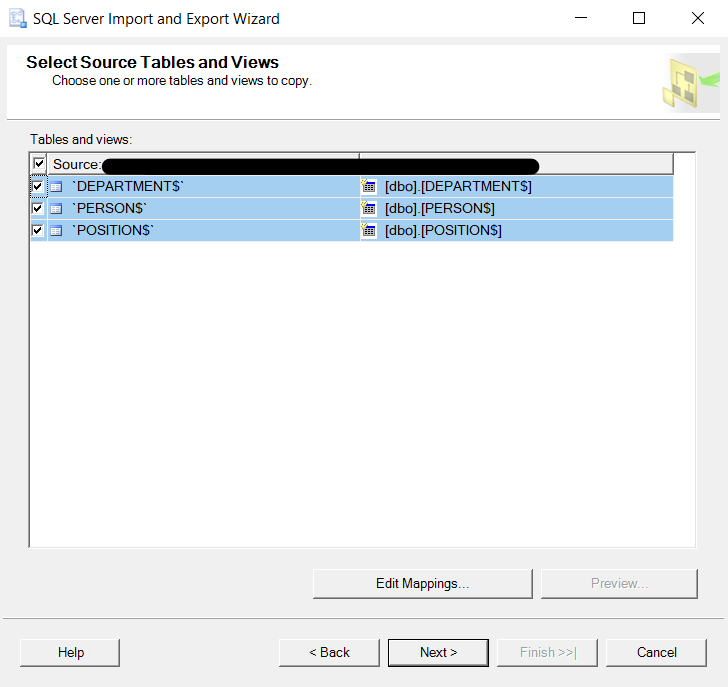 SQL Server Import and Export Wizard
Select Source Tables and Views
Choose one or more tables and views to copy.
Tables and views:
Source:
`DEPARTMENT$` [dbo].[DEPARTMENT$]
`PERSON$` [dbo].[PERSON$]
`POSITION$` [dbo].[POSITION$]
Edit Mappings... Preview...
Help < Back Next > Finish >>| Cancel